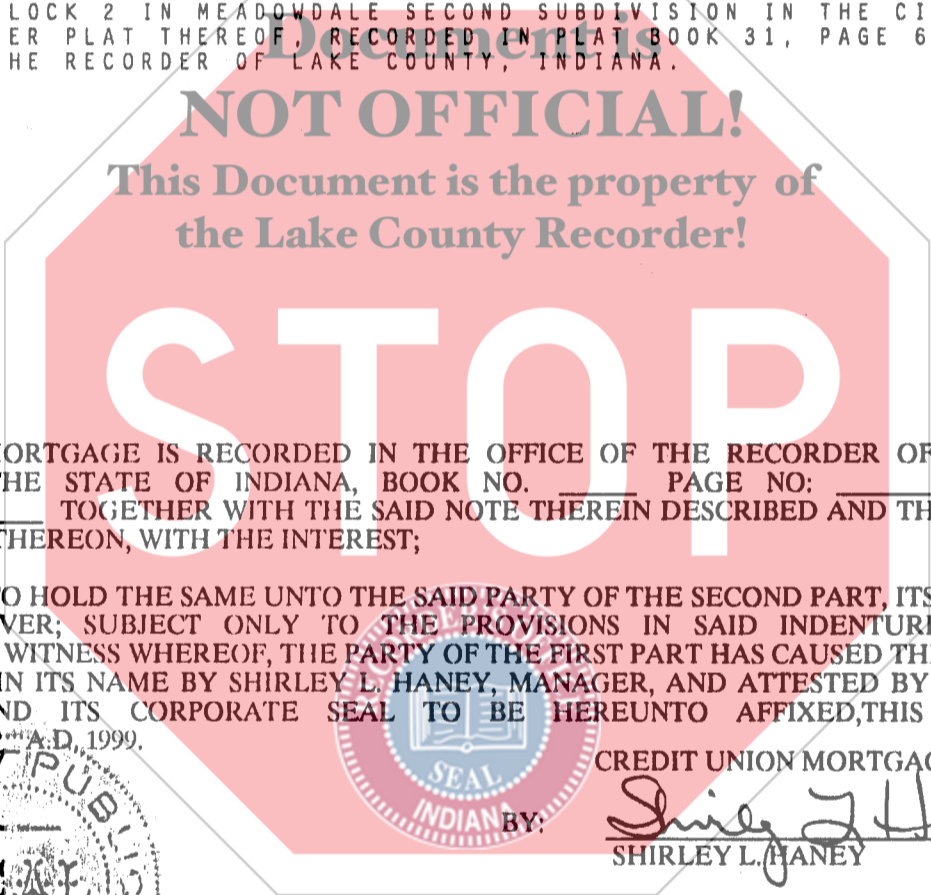 LOCK 2 IN MEADOWDALE SECOND SUBDIVISION IN THE CI
ER PLAT THEREOF, RECORDED IN PLAT BOOK 31, PAGE 6
HE RECORDER OF LAKE COUNTY, INDIANA.
Document is
NOT OFFICIAL!
This Document is the property of
the Lake County Recorder!
STOP
ORTGAGE IS RECORDED IN THE OFFICE OF THE RECORDER OF
HE STATE OF INDIANA, BOOK NO. ______ PAGE NO: ______
____ TOGETHER WITH THE SAID NOTE THEREIN DESCRIBED AND TH
THEREON, WITH THE INTEREST;
O HOLD THE SAME UNTO THE SAID PARTY OF THE SECOND PART, ITS
VER; SUBJECT ONLY TO THE PROVISIONS IN SAID INDENTUR
WITNESS WHEREOF, THE PARTY OF THE FIRST PART HAS CAUSED TH
IN ITS NAME BY SHIRLEY L. HANEY, MANAGER, AND ATTESTED BY
ND ITS CORPORATE SEAL TO BE HEREUNTO AFFIXED,THIS
A.D., 1999.
PUBLIC
SEAL
INDIANA
CREDIT UNION MORTGAG
BY: Shirley L H
SHIRLEY L. HANEY